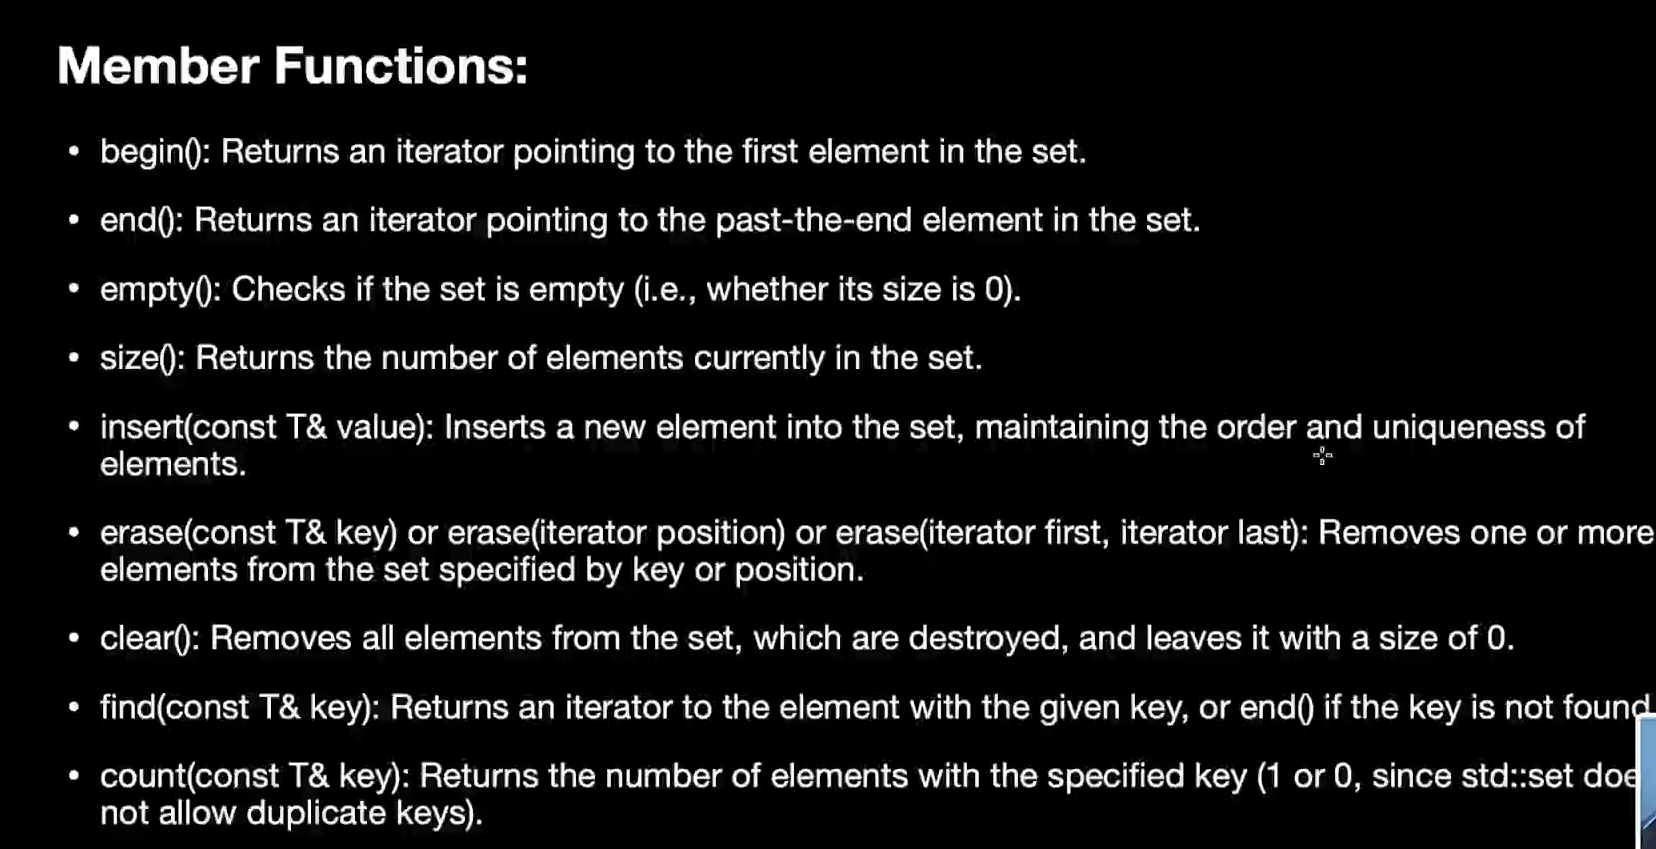 Member Functions:
• begin(): Returns an iterator pointing to the first element in the set.
• end(): Returns an iterator pointing to the past-the-end element in the set.
• empty(): Checks if the set is empty (i.e., whether its size is 0).
• size(): Returns the number of elements currently in the set.
• insert(const T& value): Inserts a new element into the set, maintaining the order and uniqueness of
elements.
• erase(const T& key) or erase(iterator position) or erase(iterator first, iterator last): Removes one or more
elements from the set specified by key or position.
• clear(): Removes all elements from the set, which are destroyed, and leaves it with a size of 0.
• find(const T& key): Returns an iterator to the element with the given key, or end() if the key is not found
• count(const T& key): Returns the number of elements with the specified key (1 or 0, since std::set
not allow duplicate keys).